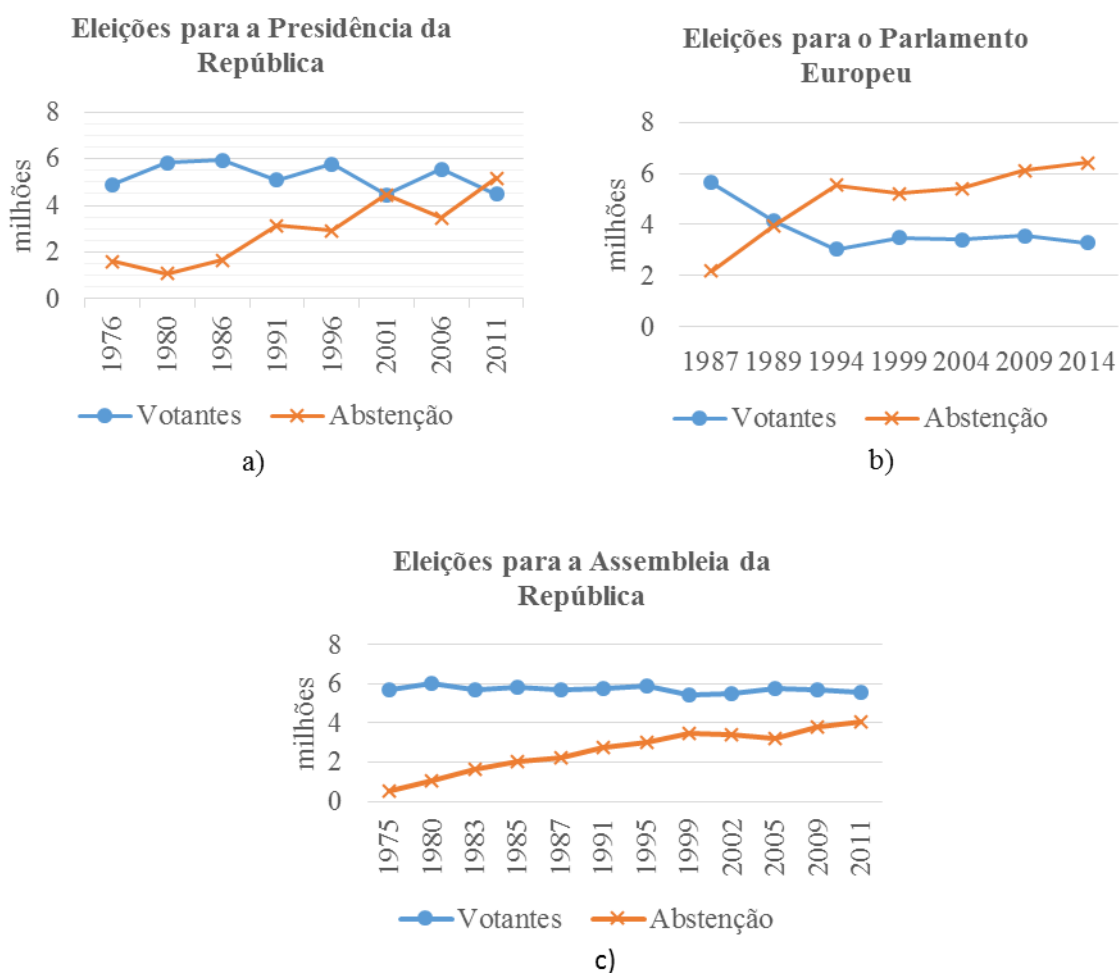 Eleições para a Presidência da
República
8
6
4
2
0
milhões
1976
1980
1986
1991
1996
2001
2006
2011
Votantes Abstenção
a)
Eleições para o Parlamento
Europeu
8
6
4
2
0
milhões
1987 1989 1994 1999 2004 2009 2014
Votantes Abstenção
b)
Eleições para a Assembleia da
República
8
6
4
2
0
milhões
1975
1980
1983
1985
1987
1991
1995
1999
2002
2005
2009
2011
Votantes Abstenção
c)